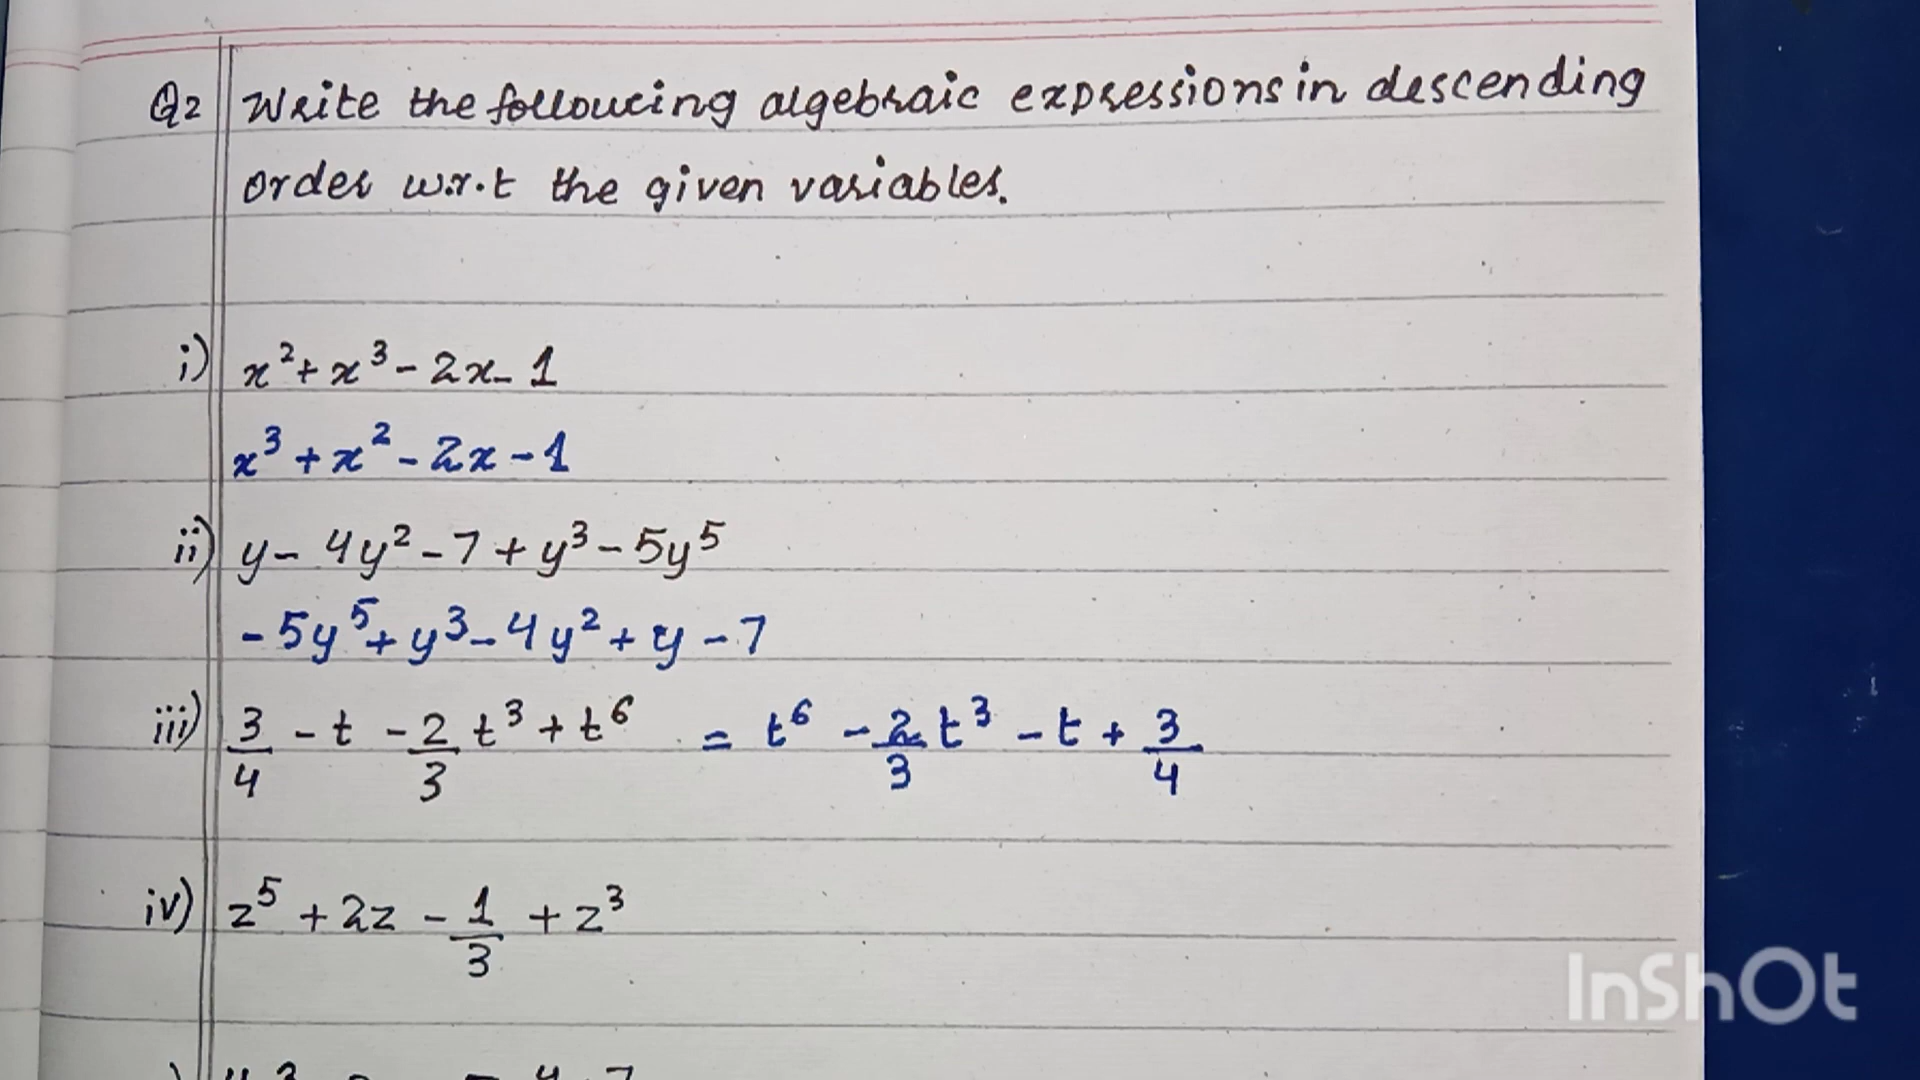 Q2 Write the following algebraic expressions in descending
order w.r.t the given variables.
i) x² + x³ - 2x - 1
x³ + x² - 2x - 1
ii) y - 4y² - 7 + y³ - 5y⁵
- 5y⁵ + y³ - 4y² + y - 7
iii) 3/4 - t - 2/3 t³ + t⁶ = t⁶ - 2/3 t³ - t + 3/4
iv) z⁵ + 2z - 1/3 + z³
InShOt